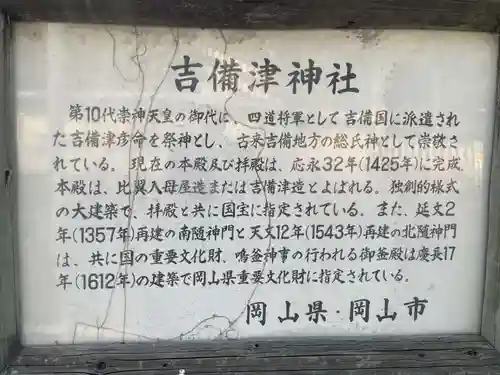 吉備津神社
第10代崇神天皇の御代に、四道将軍として吉備国に派遣され
た吉備津彦命を祭神とし、古来吉備地方の総氏神として崇敬さ
れている。現在の本殿及び拝殿は、応永32年(1425年)に完成。
本殿は、比翼入母屋造または吉備津造とよばれる。独創的様式
の大建築で、拝殿と共に国宝に指定されている。また、延文2
年(1357年)再建の南随神門と天文12年(1543年)再建の北随神門
は、共に国の重要文化財、鳴釜神事の行われる御釜殿は慶長17
年(1612年)の建築で岡山県重要文化財に指定されている。
岡山県・岡山市